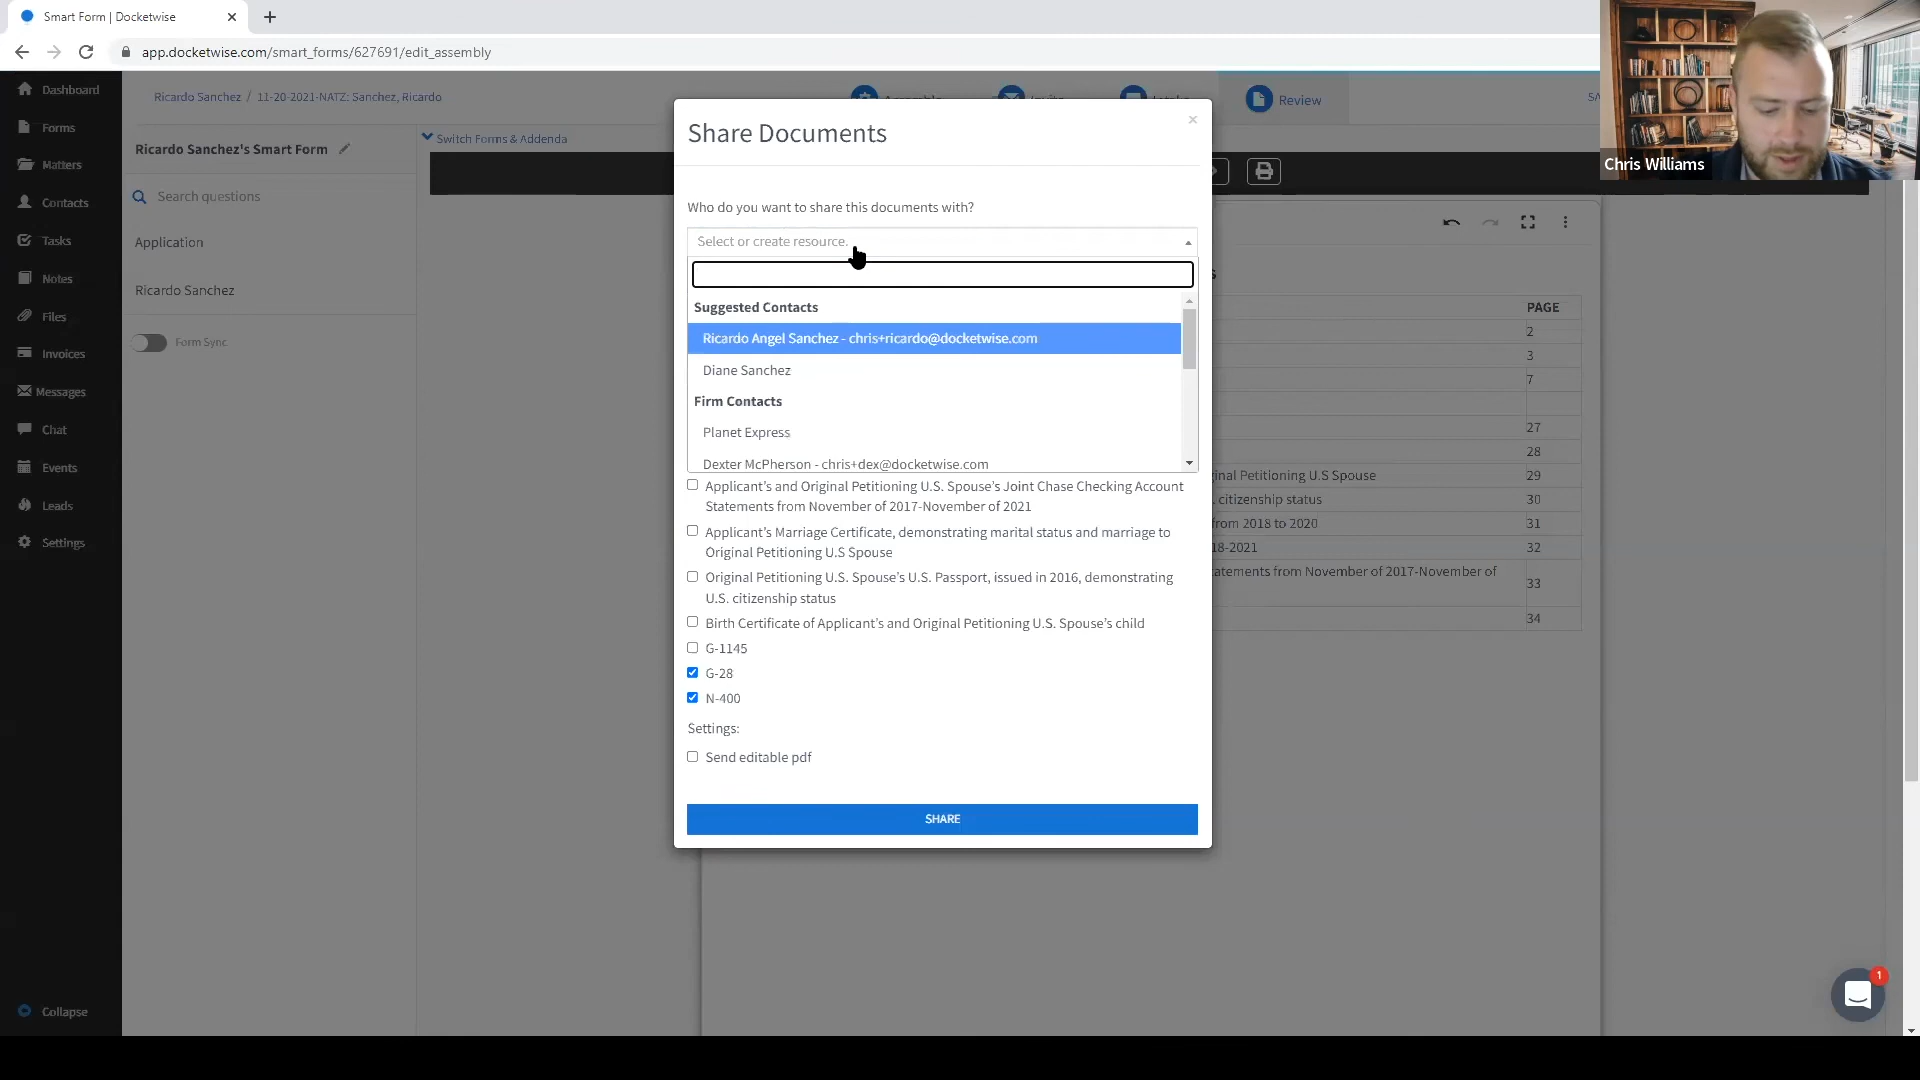 Smart Form | Docketwise
app.docketwise.com/smart_forms/627691/edit_assembly
Chris Williams
Dashboard
Forms
Matters
Contacts
Tasks
Notes
Files
Invoices
Messages
Chat
Events
Leads
Settings
Collapse
Ricardo Sanchez / 11-20-2021-NATZ: Sanchez, Ricardo
Review
Ricardo Sanchez's Smart Form
Search questions
Application
Ricardo Sanchez
Form Sync
Switch Forms & Addenda
Share Documents
×
Who do you want to share this documents with?
Select or create resource.
Suggested Contacts
Ricardo Angel Sanchez - chris+ricardo@docketwise.com
Diane Sanchez
Firm Contacts
Planet Express
Dexter McPherson - chris+dex@docketwise.com
Applicant's and Original Petitioning U.S. Spouse's Joint Chase Checking Account
Statements from November of 2017-November of 2021
Applicant's Marriage Certificate, demonstrating marital status and marriage to
Original Petitioning U.S Spouse
Original Petitioning U.S. Spouse's U.S. Passport, issued in 2016, demonstrating
U.S. citizenship status
Birth Certificate of Applicant's and Original Petitioning U.S. Spouse's child
G-1145
G-28
N-400
Settings:
Send editable pdf
SHARE
PAGE
2
3
7
27
28
ginal Petitioning U.S Spouse 29
. citizenship status 30
from 2018 to 2020 31
18-2021 32
atements from November of 2017-November of
33
34
1